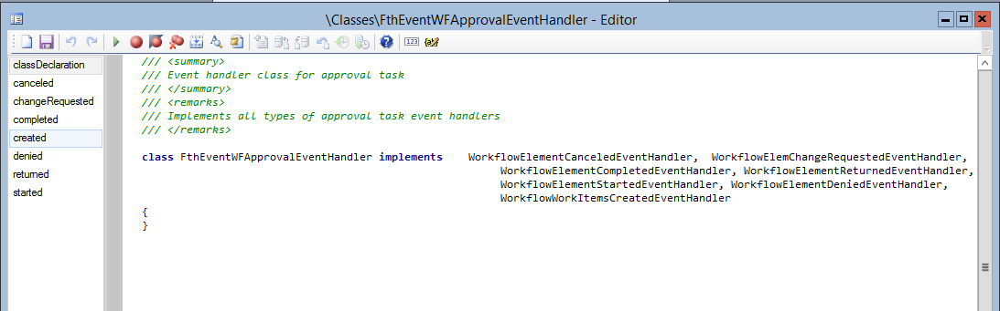 \Classes\FthEventWFApprovalEventHandler - Editor
123
classDeclaration
canceled
changeRequested
completed
created
denied
returned
started
/// <summary>
/// Event handler class for approval task
/// </summary>
/// <remarks>
/// Implements all types of approval task event handlers
/// </remarks>
class FthEventWFApprovalEventHandler implements    WorkflowElementCanceledEventHandler,  WorkflowElemChangeRequestedEventHandler,
WorkflowElementCompletedEventHandler, WorkflowElementReturnedEventHandler,
WorkflowElementStartedEventHandler, WorkflowElementDeniedEventHandler,
WorkflowWorkItemsCreatedEventHandler
{
}